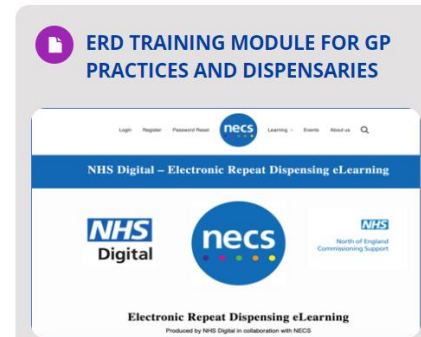 ERD TRAINING MODULE FOR GP
PRACTICES AND DISPENSARIES
Login Register Password Reset necs Learning Events About us
NHS Digital – Electronic Repeat Dispensing eLearning
NHS
Digital
necs
NHS
North of England
Commissioning Support
Electronic Repeat Dispensing eLearning
Produced by NHS Digital in collaboration with NECS